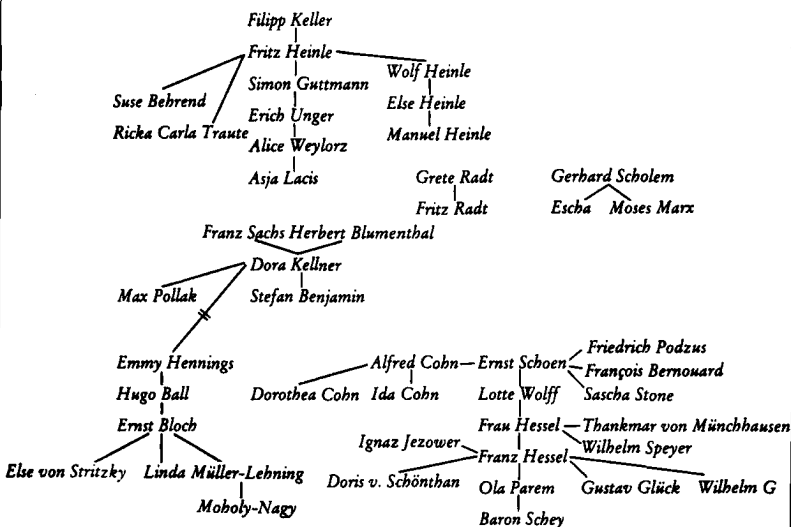 Filipp Keller
Fritz Heinle
Wolf Heinle
Simon Guttmann
Suse Behrend
Else Heinle
Erich Unger
Ricka Carla Traute
Manuel Heinle
Alice Weylorz
Asja Lacis
Grete Radt
Gerhard Scholem
Fritz Radt
Escha Moses Marx
Franz Sachs Herbert Blumenthal
Dora Kellner
Max Pollak
Stefan Benjamin
Friedrich Podzus
Emmy Hennings
Alfred Cohn Ernst Schoen
François Bernouard
Hugo Ball
Dorothea Cohn Ida Cohn
Lotte Wolff
Sascha Stone
Ernst Bloch
Frau Hessel Thankmar von Münchhausen
Ignaz Jezower
Wilhelm Speyer
Franz Hessel
Else von Stritzky Linda Müller-Lehning
Doris v. Schönthan
Ola Parem
Gustav Glück Wilhelm G
Moholy-Nagy
Baron Schey